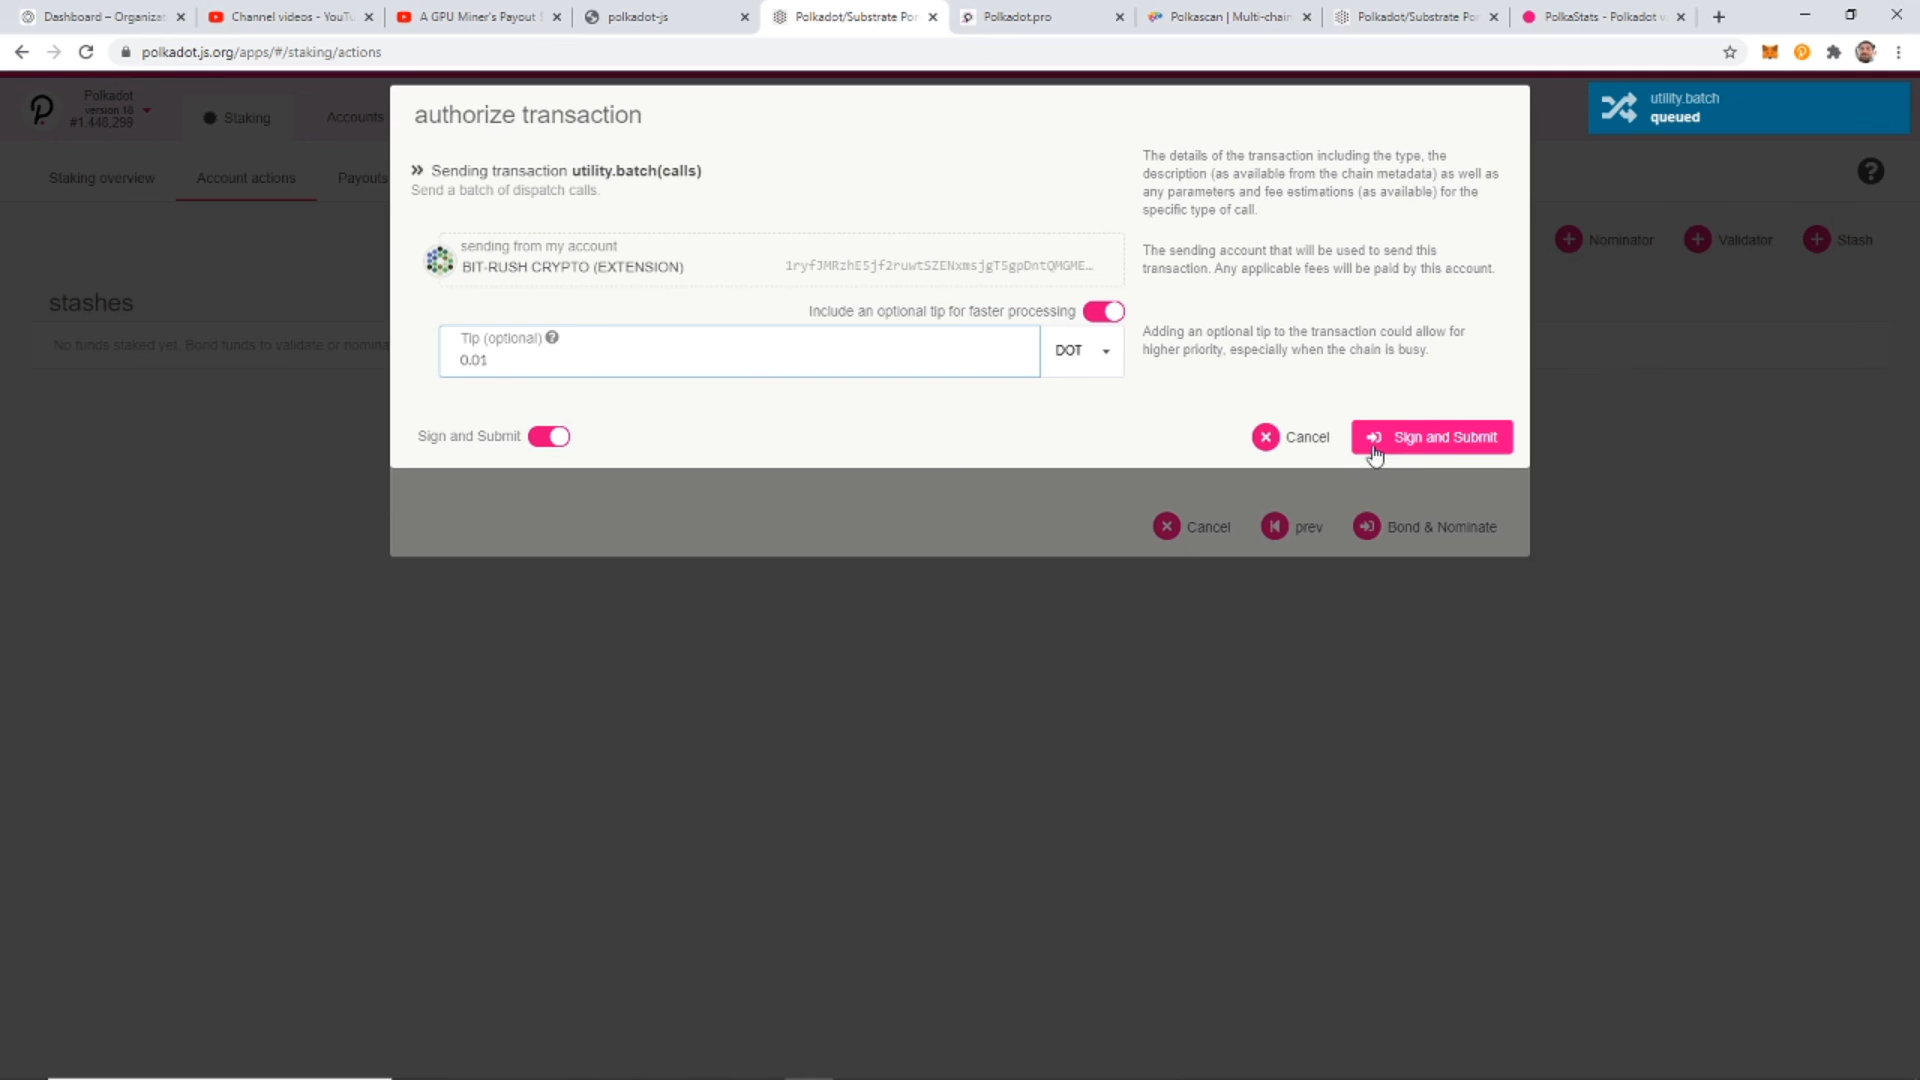 Dashboard – Organizat
Channel videos - YouTu
A GPU Miner's Payout S
polkadot-js
Polkadot/Substrate Por
Polkadot.pro
Polkascan | Multi-chain
Polkadot/Substrate Por
PolkaStats - Polkadot v
polkadot.js.org/apps/#/staking/actions
Polkadot
version 18
#1,448,299
Staking
Accounts
utility.batch
queued
Staking overview
Account actions
Payouts
Nominator
Validator
Stash
stashes
No funds staked yet. Bond funds to validate or nomina
authorize transaction
Sending transaction utility.batch(calls)
Send a batch of dispatch calls.
The details of the transaction including the type, the
description (as available from the chain metadata) as well as
any parameters and fee estimations (as available) for the
specific type of call.
sending from my account
BIT-RUSH CRYPTO (EXTENSION)
1ryfJMRzhE5jf2ruwtSZENxmsjgT5gpDntQMGME…
The sending account that will be used to send this
transaction. Any applicable fees will be paid by this account.
Include an optional tip for faster processing
Tip (optional)
0.01
DOT
Adding an optional tip to the transaction could allow for
higher priority, especially when the chain is busy.
Sign and Submit
Cancel
Sign and Submit
Cancel
prev
Bond & Nominate